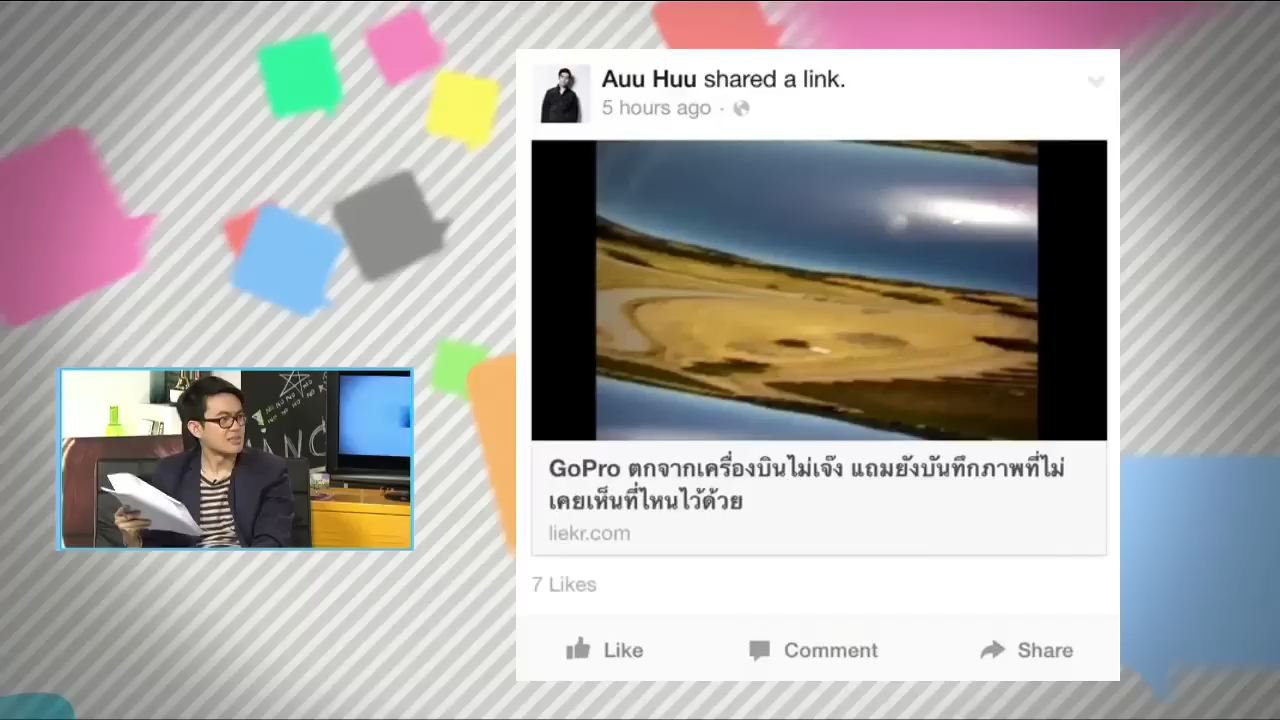 Auu Huu shared a link.
5 hours ago ·
GoPro ตกจากเครื่องบินไม่เจ๊ง แถมยังบันทึกภาพที่ไม่
เคยเห็นที่ไหนไว้ด้วย
liekr.com
7 Likes
Like Comment Share